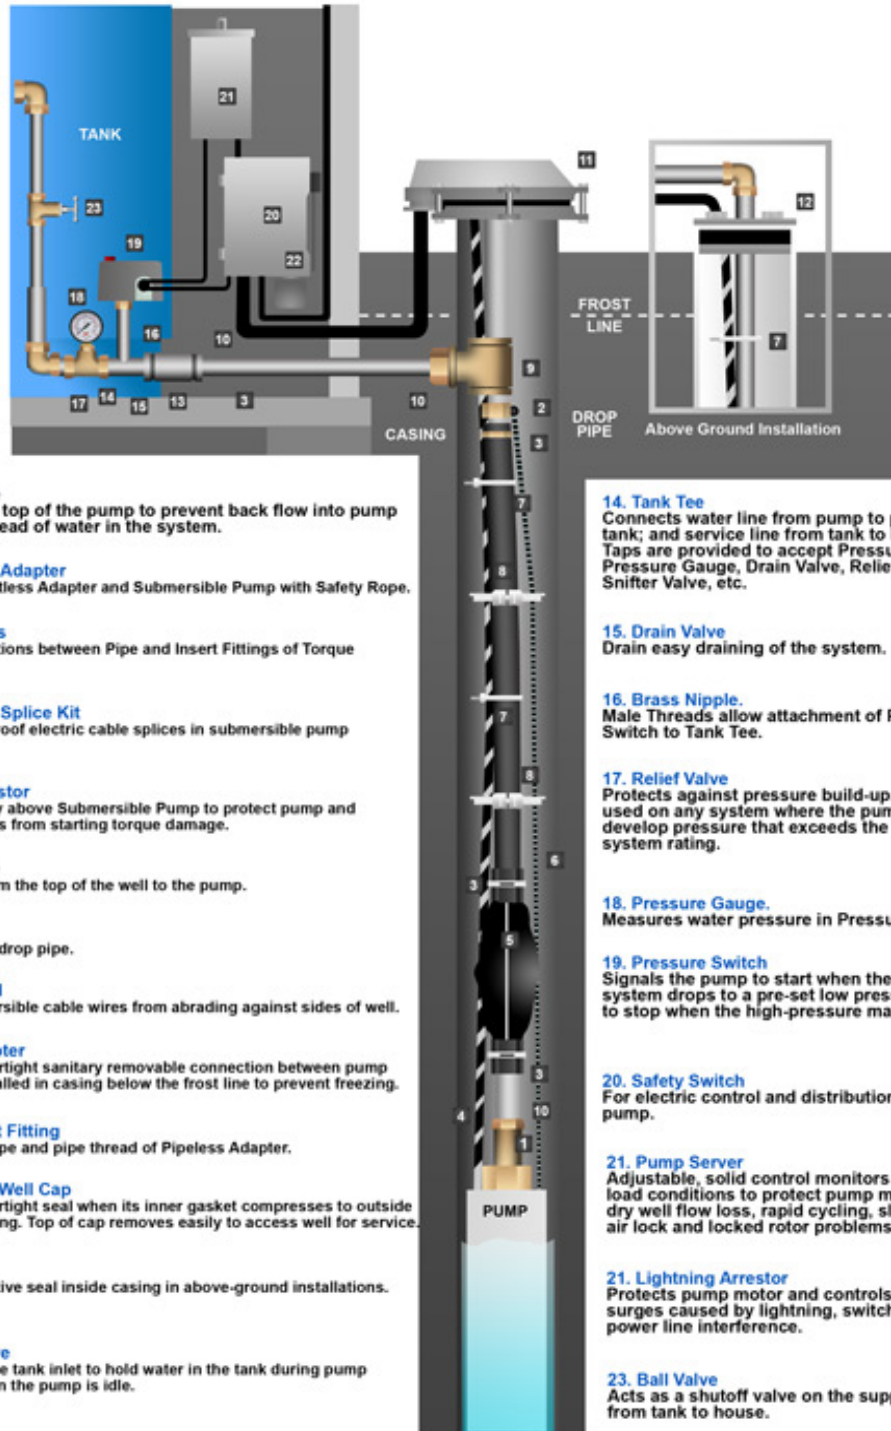 21
TANK
11
12
23
20
19
22
18
FROST
LINE
16
10
7
9
17
14
15
13
3
10
2
DROP
PIPE
Above Ground Installation
CASING
3
7
top of the pump to prevent back flow into pump
ead of water in the system.
14. Tank Tee
Connects water line from pump to p
tank; and service line from tank to
Taps are provided to accept Pressu
Pressure Gauge, Drain Valve, Relie
Snifter Valve, etc.
8
Adapter
tless Adapter and Submersible Pump with Safety Rope.
s
tions between Pipe and Insert Fittings of Torque
15. Drain Valve
Drain easy draining of the system.
Splice Kit
oof electric cable splices in submersible pump
7
16. Brass Nipple.
Male Threads allow attachment of P
Switch to Tank Tee.
stor
y above Submersible Pump to protect pump and
s from starting torque damage.
8
17. Relief Valve
Protects against pressure build-up
used on any system where the pum
develop pressure that exceeds the
system rating.
6
m the top of the well to the pump.
3
drop pipe.
5
18. Pressure Gauge.
Measures water pressure in Pressu
19. Pressure Switch
Signals the pump to start when the
system drops to a pre-set low press
to stop when the high-pressure ma
d
rsible cable wires from abrading against sides of well.
pter
rtight sanitary removable connection between pump
alled in casing below the frost line to prevent freezing.
3
20. Safety Switch
For electric control and distribution
pump.
4
10
1
t Fitting
pe and pipe thread of Pipeless Adapter.
Well Cap
rtight seal when its inner gasket compresses to outside
ng. Top of cap removes easily to access well for service.
PUMP
21. Pump Server
Adjustable, solid control monitors
load conditions to protect pump m
dry well flow loss, rapid cycling, sl
air lock and locked rotor problems
tive seal inside casing in above-ground installations.
21. Lightning Arrestor
Protects pump motor and controls
surges caused by lightning, switch
power line interference.
e
e tank inlet to hold water in the tank during pump
n the pump is idle.
23. Ball Valve
Acts as a shutoff valve on the supp
from tank to house.